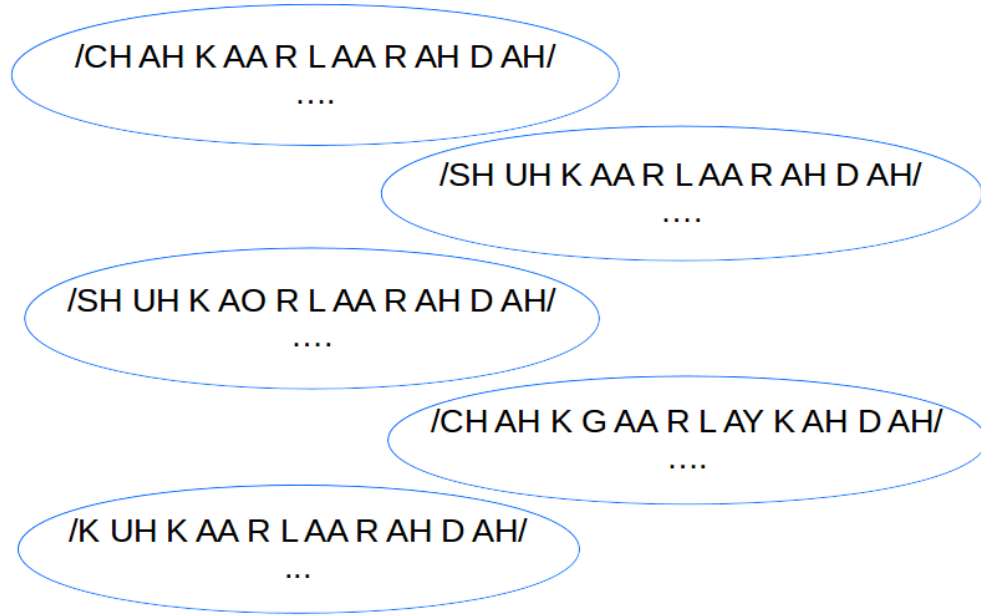 /CH AH K AA R L AA R AH D AH/
....
/SH UH K AA R L AA R AH D AH/
....
/SH UH K AO R L AA R AH D AH/
....
/CH AH K G AA R L AY K AH D AH/
....
/K UH K AA R L AA R AH D AH/
...